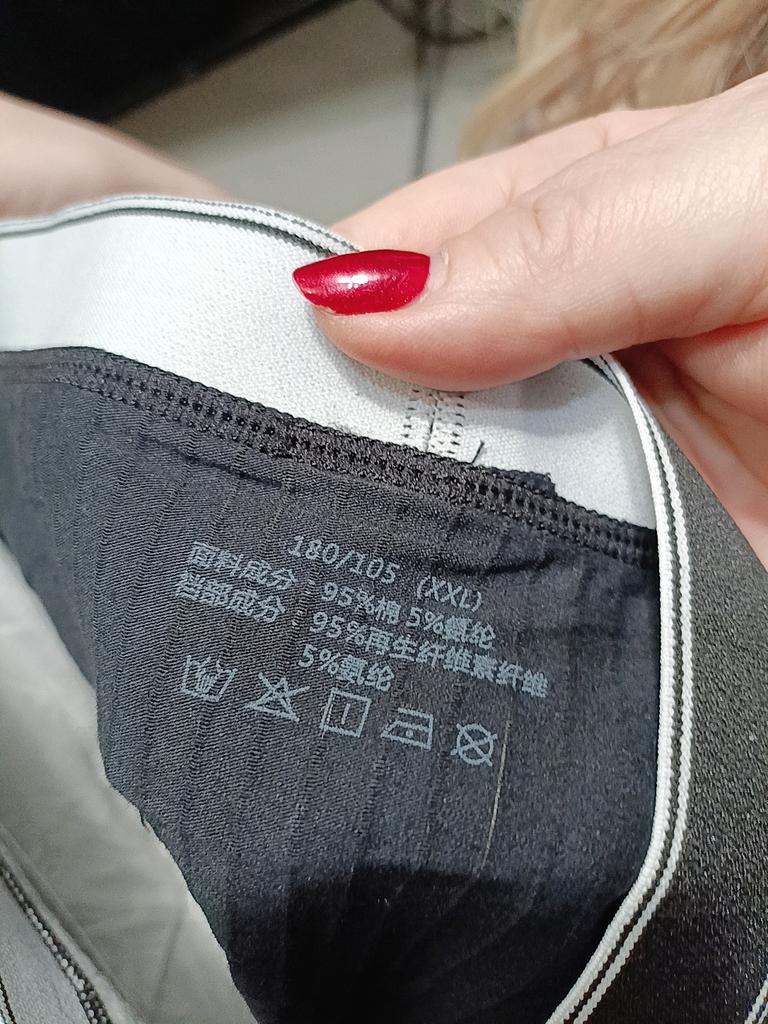 180/105 (XXL)
面料成分：95%棉 5%氨纶
裆部成分：95%再生纤维素纤维
5%氨纶